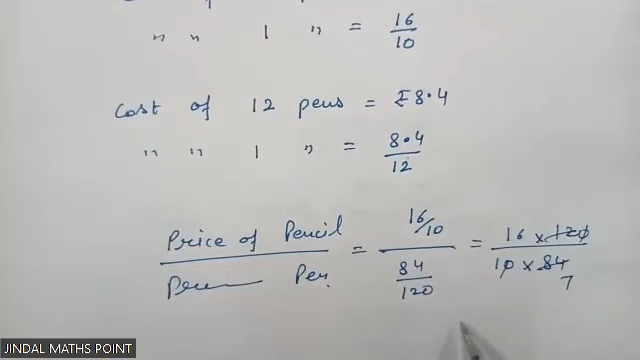 " " 1 " = 16/10
Cost of 12 pens = ₹8.4
" " 1 " = 8.4/12
Price of Pencil / Pen = 16/10 / 84/120 = 16 × 120 / 10 × 84
7
JINDAL MATHS POINT